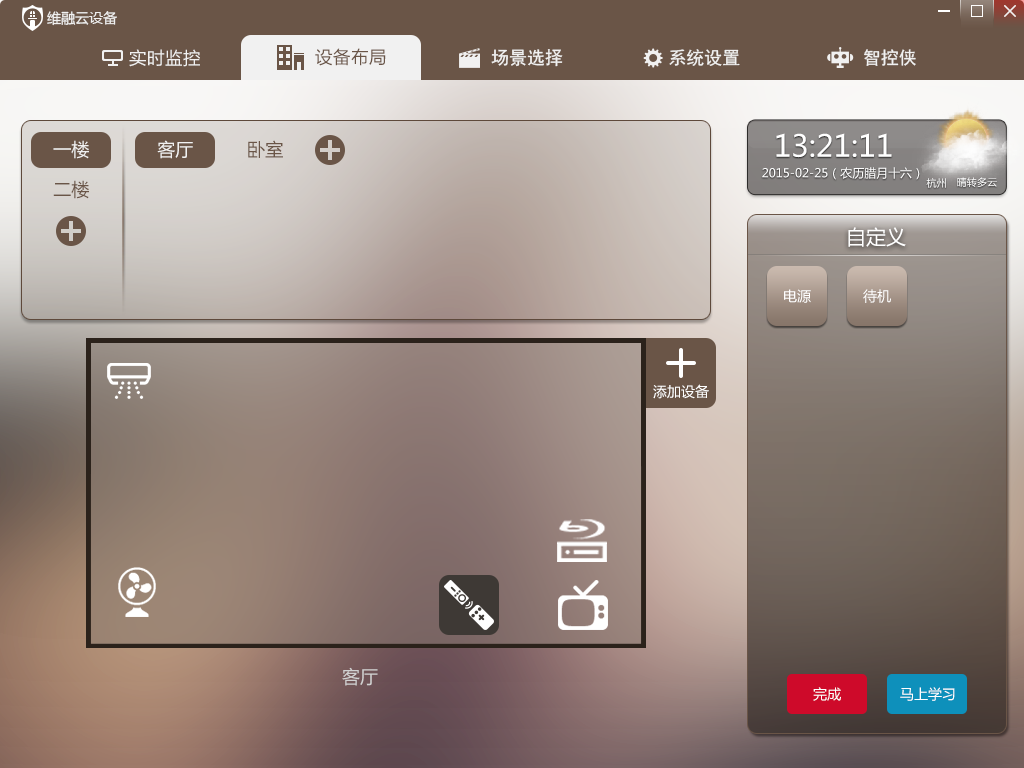 维融云设备
实时监控
设备布局
场景选择
系统设置
智控侠
一楼
客厅
卧室
二楼
13:21:11
2015-02-25（农历腊月十六）
杭州 晴转多云
自定义
电源
待机
添加设备
客厅
完成
马上学习